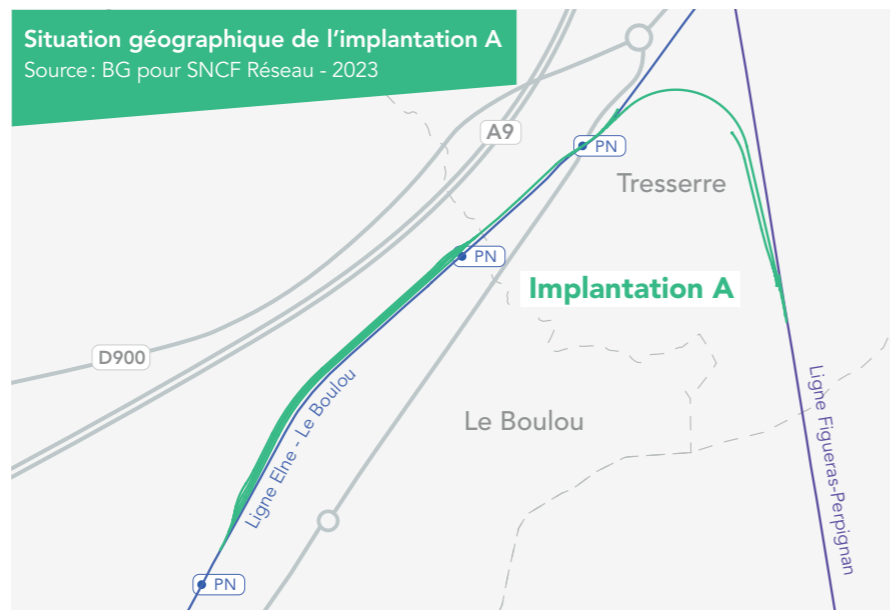 Situation géographique de l’implantation A
Source : BG pour SNCF Réseau - 2023
A9
PN
Tresserre
PN
Implantation A
D900
Le Boulou
Ligne Elne - Le Boulou
Ligne Figueras-Perpignan
PN